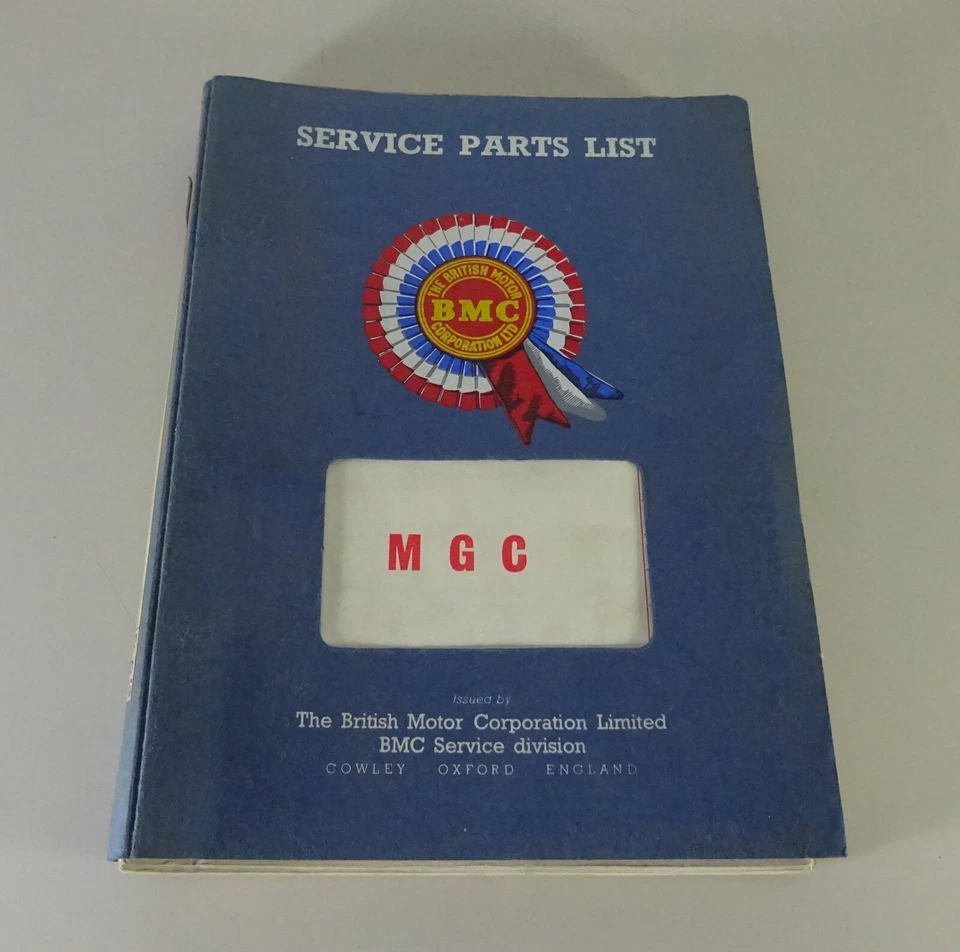 SERVICE PARTS LIST
THE BRITISH MOTOR
BMC
CORPORATION LTD
M G C
Issued by
The British Motor Corporation Limited
BMC Service division
COWLEY OXFORD ENGLAND